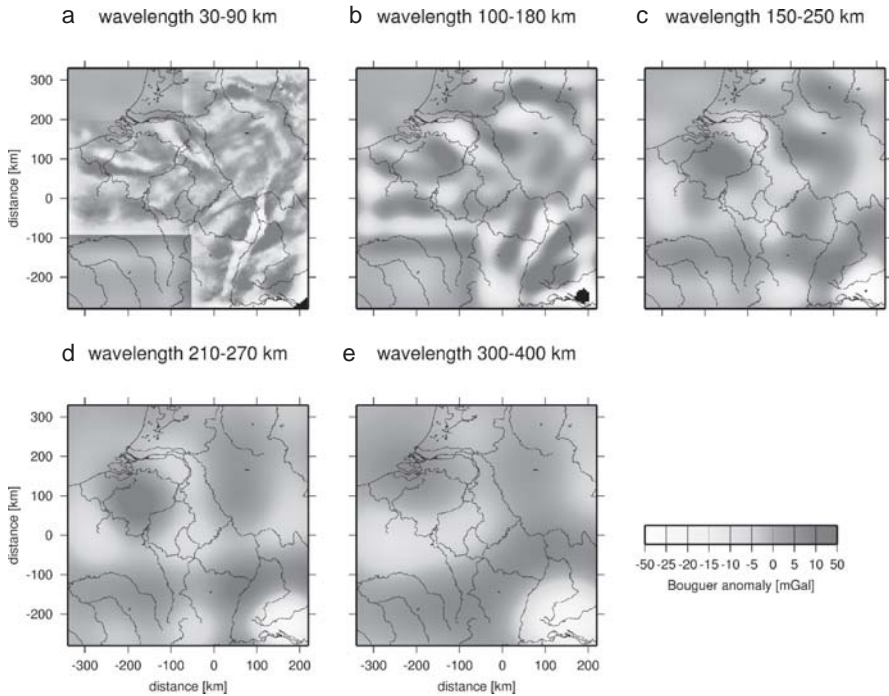 a wavelength 30-90 km
b wavelength 100-180 km
c wavelength 150-250 km
300
200
100
0
-100
-200
distance [km]
d wavelength 210-270 km
e wavelength 300-400 km
300
200
100
0
-100
-200
distance [km]
-300 -200 -100 0 100 200
distance [km]
-300 -200 -100 0 100 200
distance [km]
-50 -25 -20 -15 -10 -5 0 5 10 50
Bouguer anomaly [mGal]